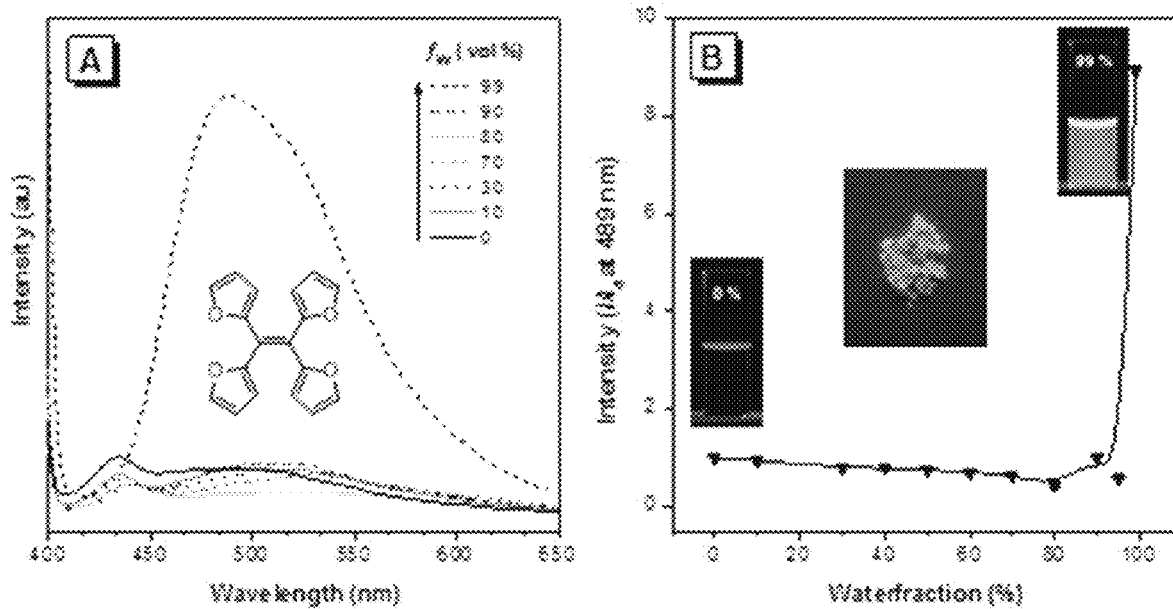 A
f_w (vol %)
99
90
80
70
30
10
0
O O
O O
Intensity (au)
400 450 500 550 600 650
Wavelength (nm)
B
10
8
6
4
2
0
99 %
0 %
Intensity (I/I₀ at 489 nm)
0 20 40 60 80 100
Waterfraction (%)